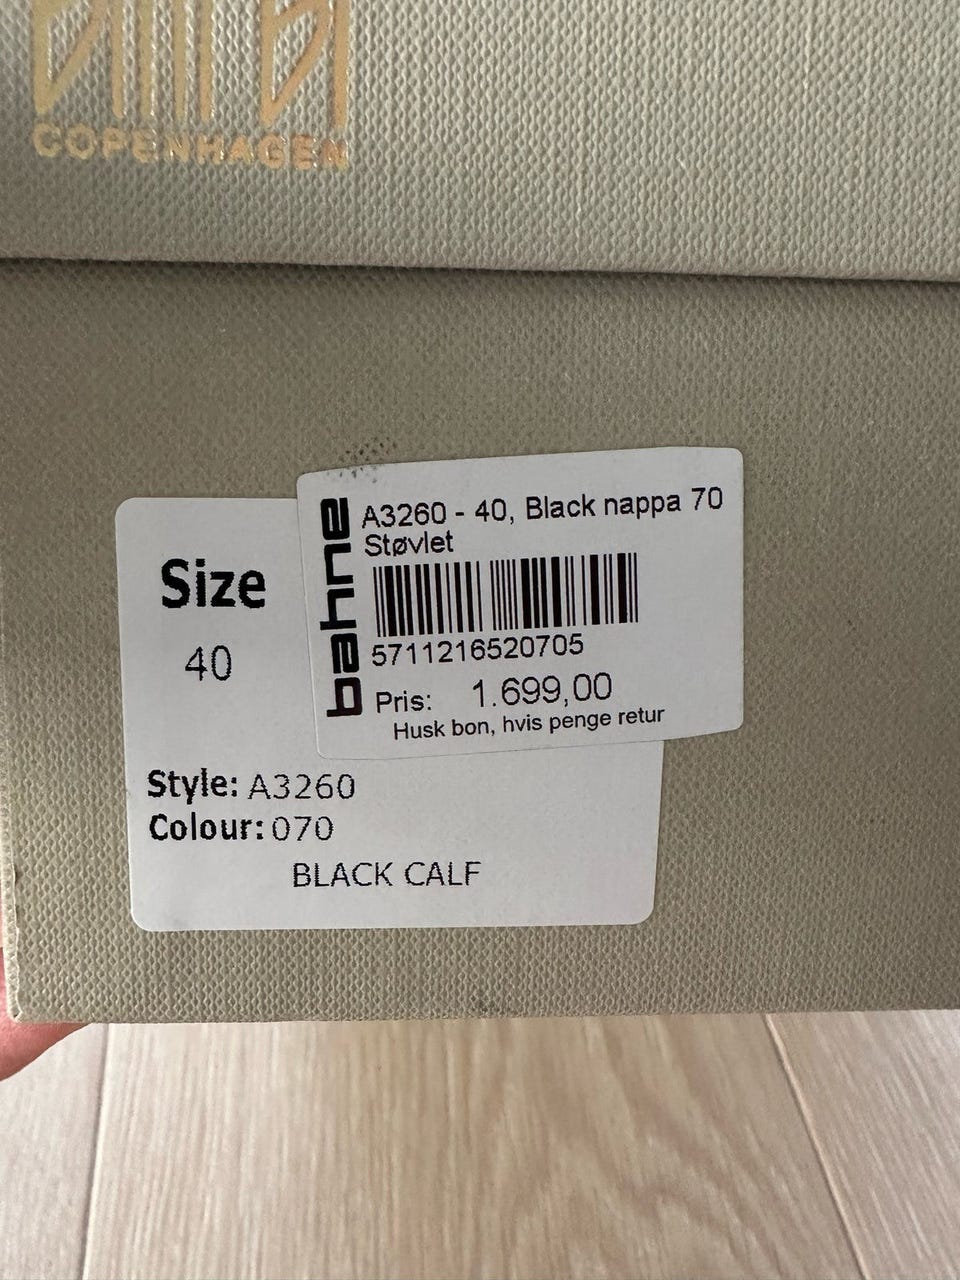 COPENHAGEN
bahne
A3260 - 40, Black nappa 70
Støvlet
5711216520705
Pris: 1.699,00
Husk bon, hvis penge retur
Size
40
Style: A3260
Colour: 070
BLACK CALF